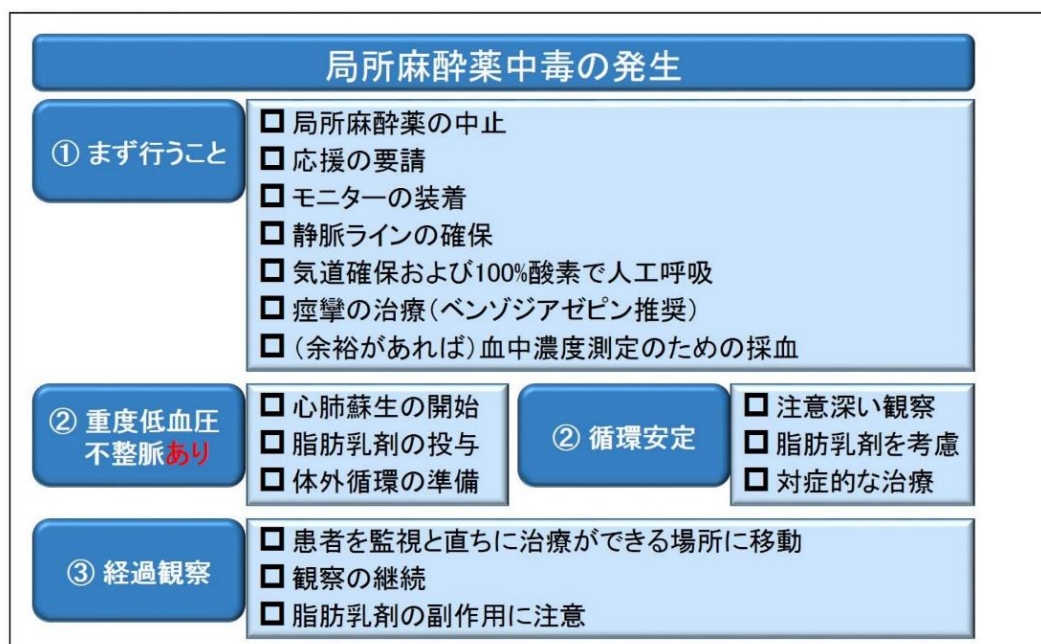 局所麻酔薬中毒の発生
① まず行うこと
□ 局所麻酔薬の中止
□ 応援の要請
□ モニターの装着
□ 静脈ラインの確保
□ 気道確保および100%酸素で人工呼吸
□ 痙攣の治療(ベンゾジアゼピン推奨)
□ (余裕があれば)血中濃度測定のための採血
② 重度低血圧
不整脈あり
□ 心肺蘇生の開始
□ 脂肪乳剤の投与
□ 体外循環の準備
② 循環安定
□ 注意深い観察
□ 脂肪乳剤を考慮
□ 対症的な治療
③ 経過観察
□ 患者を監視と直ちに治療ができる場所に移動
□ 観察の継続
□ 脂肪乳剤の副作用に注意